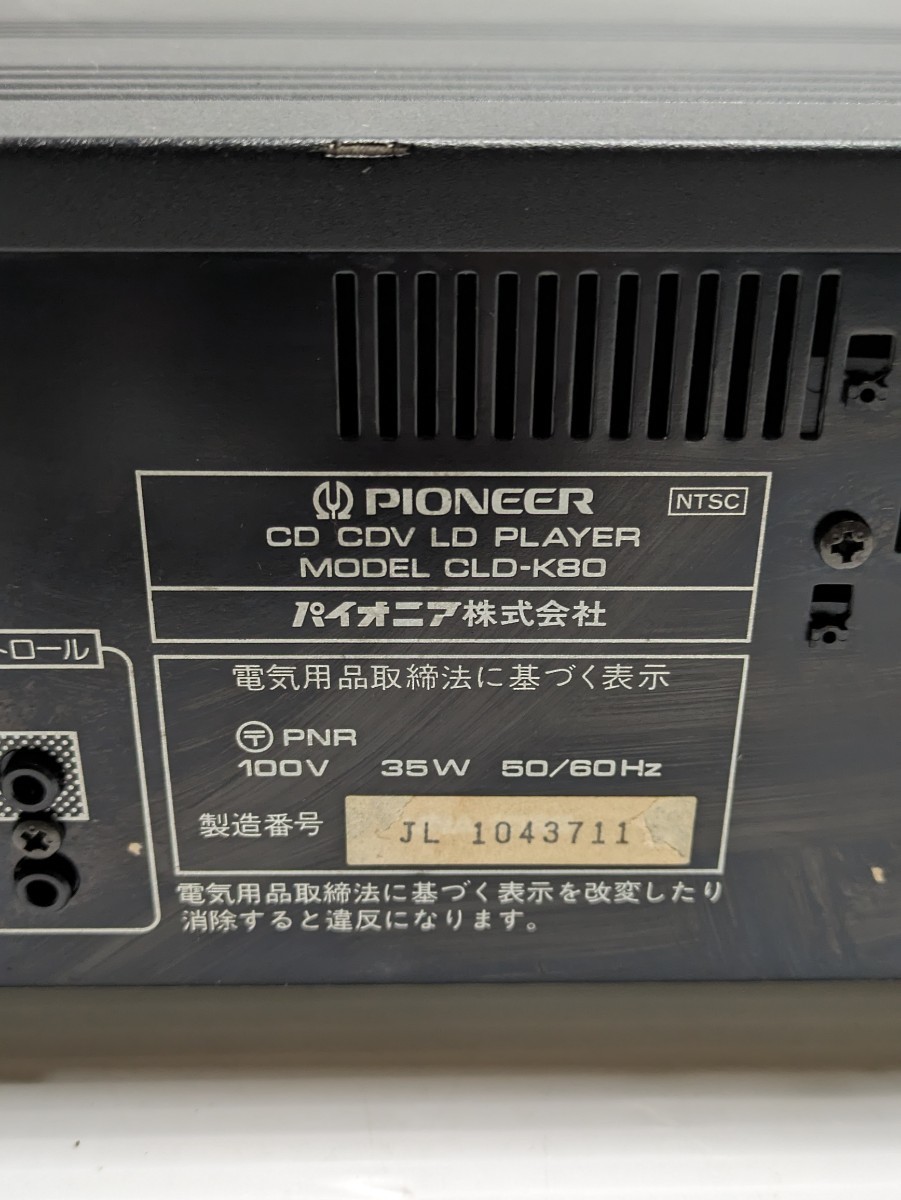 PIONEER NTSC
CD CDV LD PLAYER
MODEL CLD-K80
パイオニア株式会社
トロール
電気用品取締法に基づく表示
〒 PNR
100V 35W 50/60Hz
製造番号 JL 1043711
電気用品取締法に基づく表示を改変したり
消除すると違反になります。